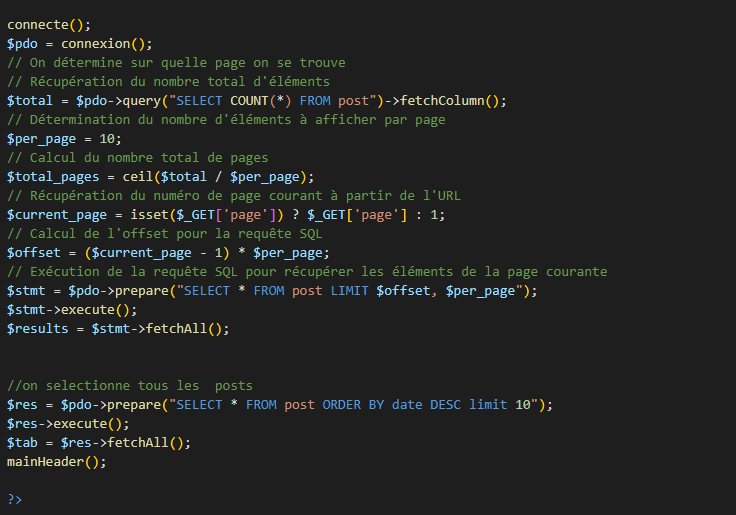 connecte();
$pdo = connexion();
// On détermine sur quelle page on se trouve
// Récupération du nombre total d'éléments
$total = $pdo->query("SELECT COUNT(*) FROM post")->fetchColumn();
// Détermination du nombre d'éléments à afficher par page
$per_page = 10;
// Calcul du nombre total de pages
$total_pages = ceil($total / $per_page);
// Récupération du numéro de page courant à partir de l'URL
$current_page = isset($_GET['page']) ? $_GET['page'] : 1;
// Calcul de l'offset pour la requête SQL
$offset = ($current_page - 1) * $per_page;
// Exécution de la requête SQL pour récupérer les éléments de la page courante
$stmt = $pdo->prepare("SELECT * FROM post LIMIT $offset, $per_page");
$stmt->execute();
$results = $stmt->fetchAll();
//on selectionne tous les  posts
$res = $pdo->prepare("SELECT * FROM post ORDER BY date DESC limit 10");
$res->execute();
$tab = $res->fetchAll();
mainHeader();
?>